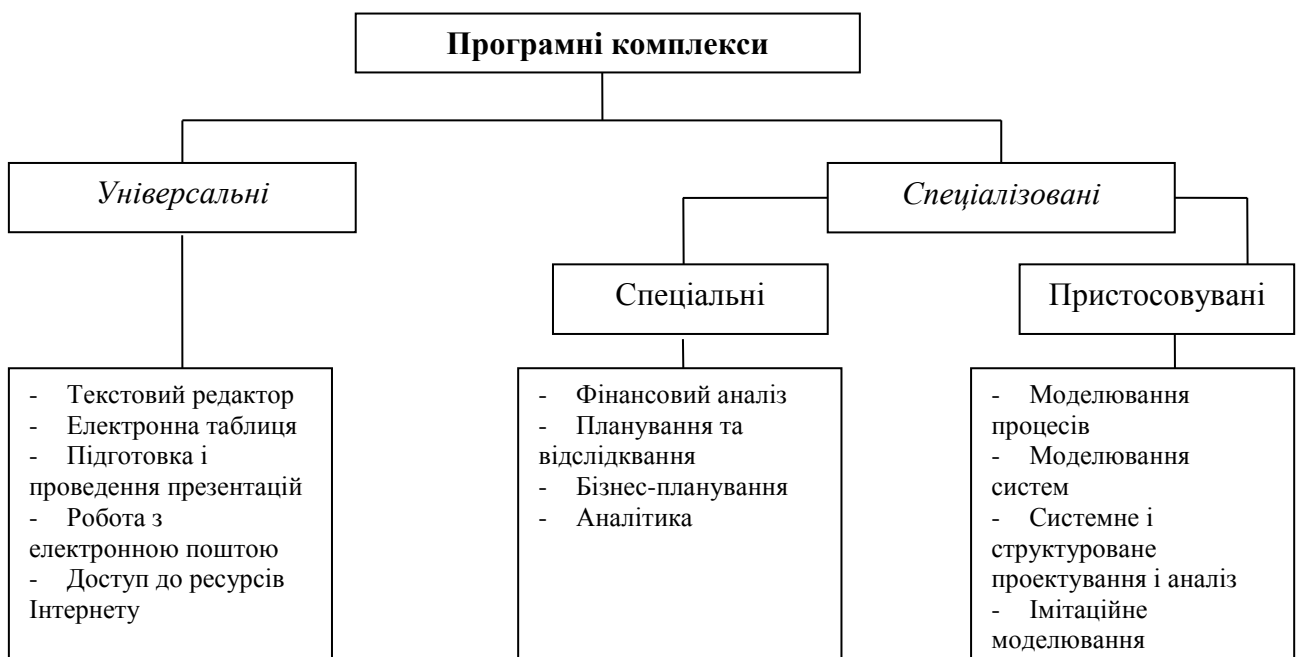 Програмні комплекси
Універсальні
Спеціалізовані
Спеціальні
Пристосовувані
- Текстовий редактор
- Електронна таблиця
- Підготовка і
проведення презентацій
- Робота з
електронною поштою
- Доступ до ресурсів
Інтернету
- Фінансовий аналіз
- Планування та
відслідквання
- Бізнес-планування
- Аналітика
- Моделювання
процесів
- Моделювання
систем
- Системне і
структуроване
проектування і аналіз
- Імітаційне
моделювання